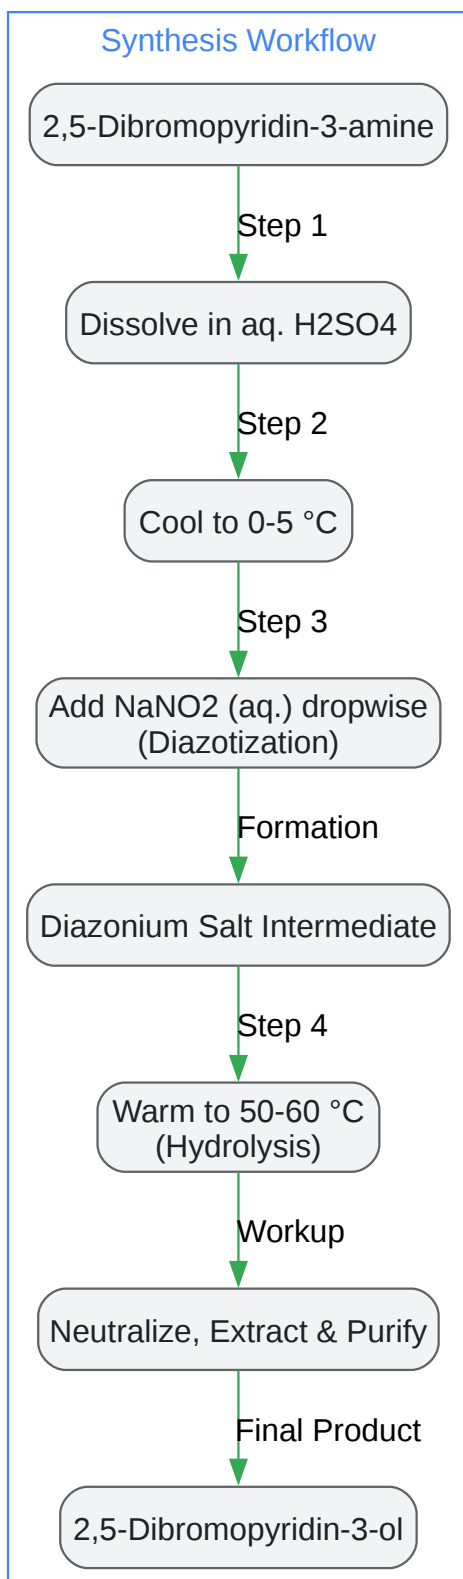 Synthesis Workflow
2,5-Dibromopyridin-3-amine
Step 1
Dissolve in aq. H2SO4
Step 2
Cool to 0-5 °C
Step 3
Add NaNO2 (aq.) dropwise
(Diazotization)
Formation
Diazonium Salt Intermediate
Step 4
Warm to 50-60 °C
(Hydrolysis)
Workup
Neutralize, Extract & Purify
Final Product
2,5-Dibromopyridin-3-ol